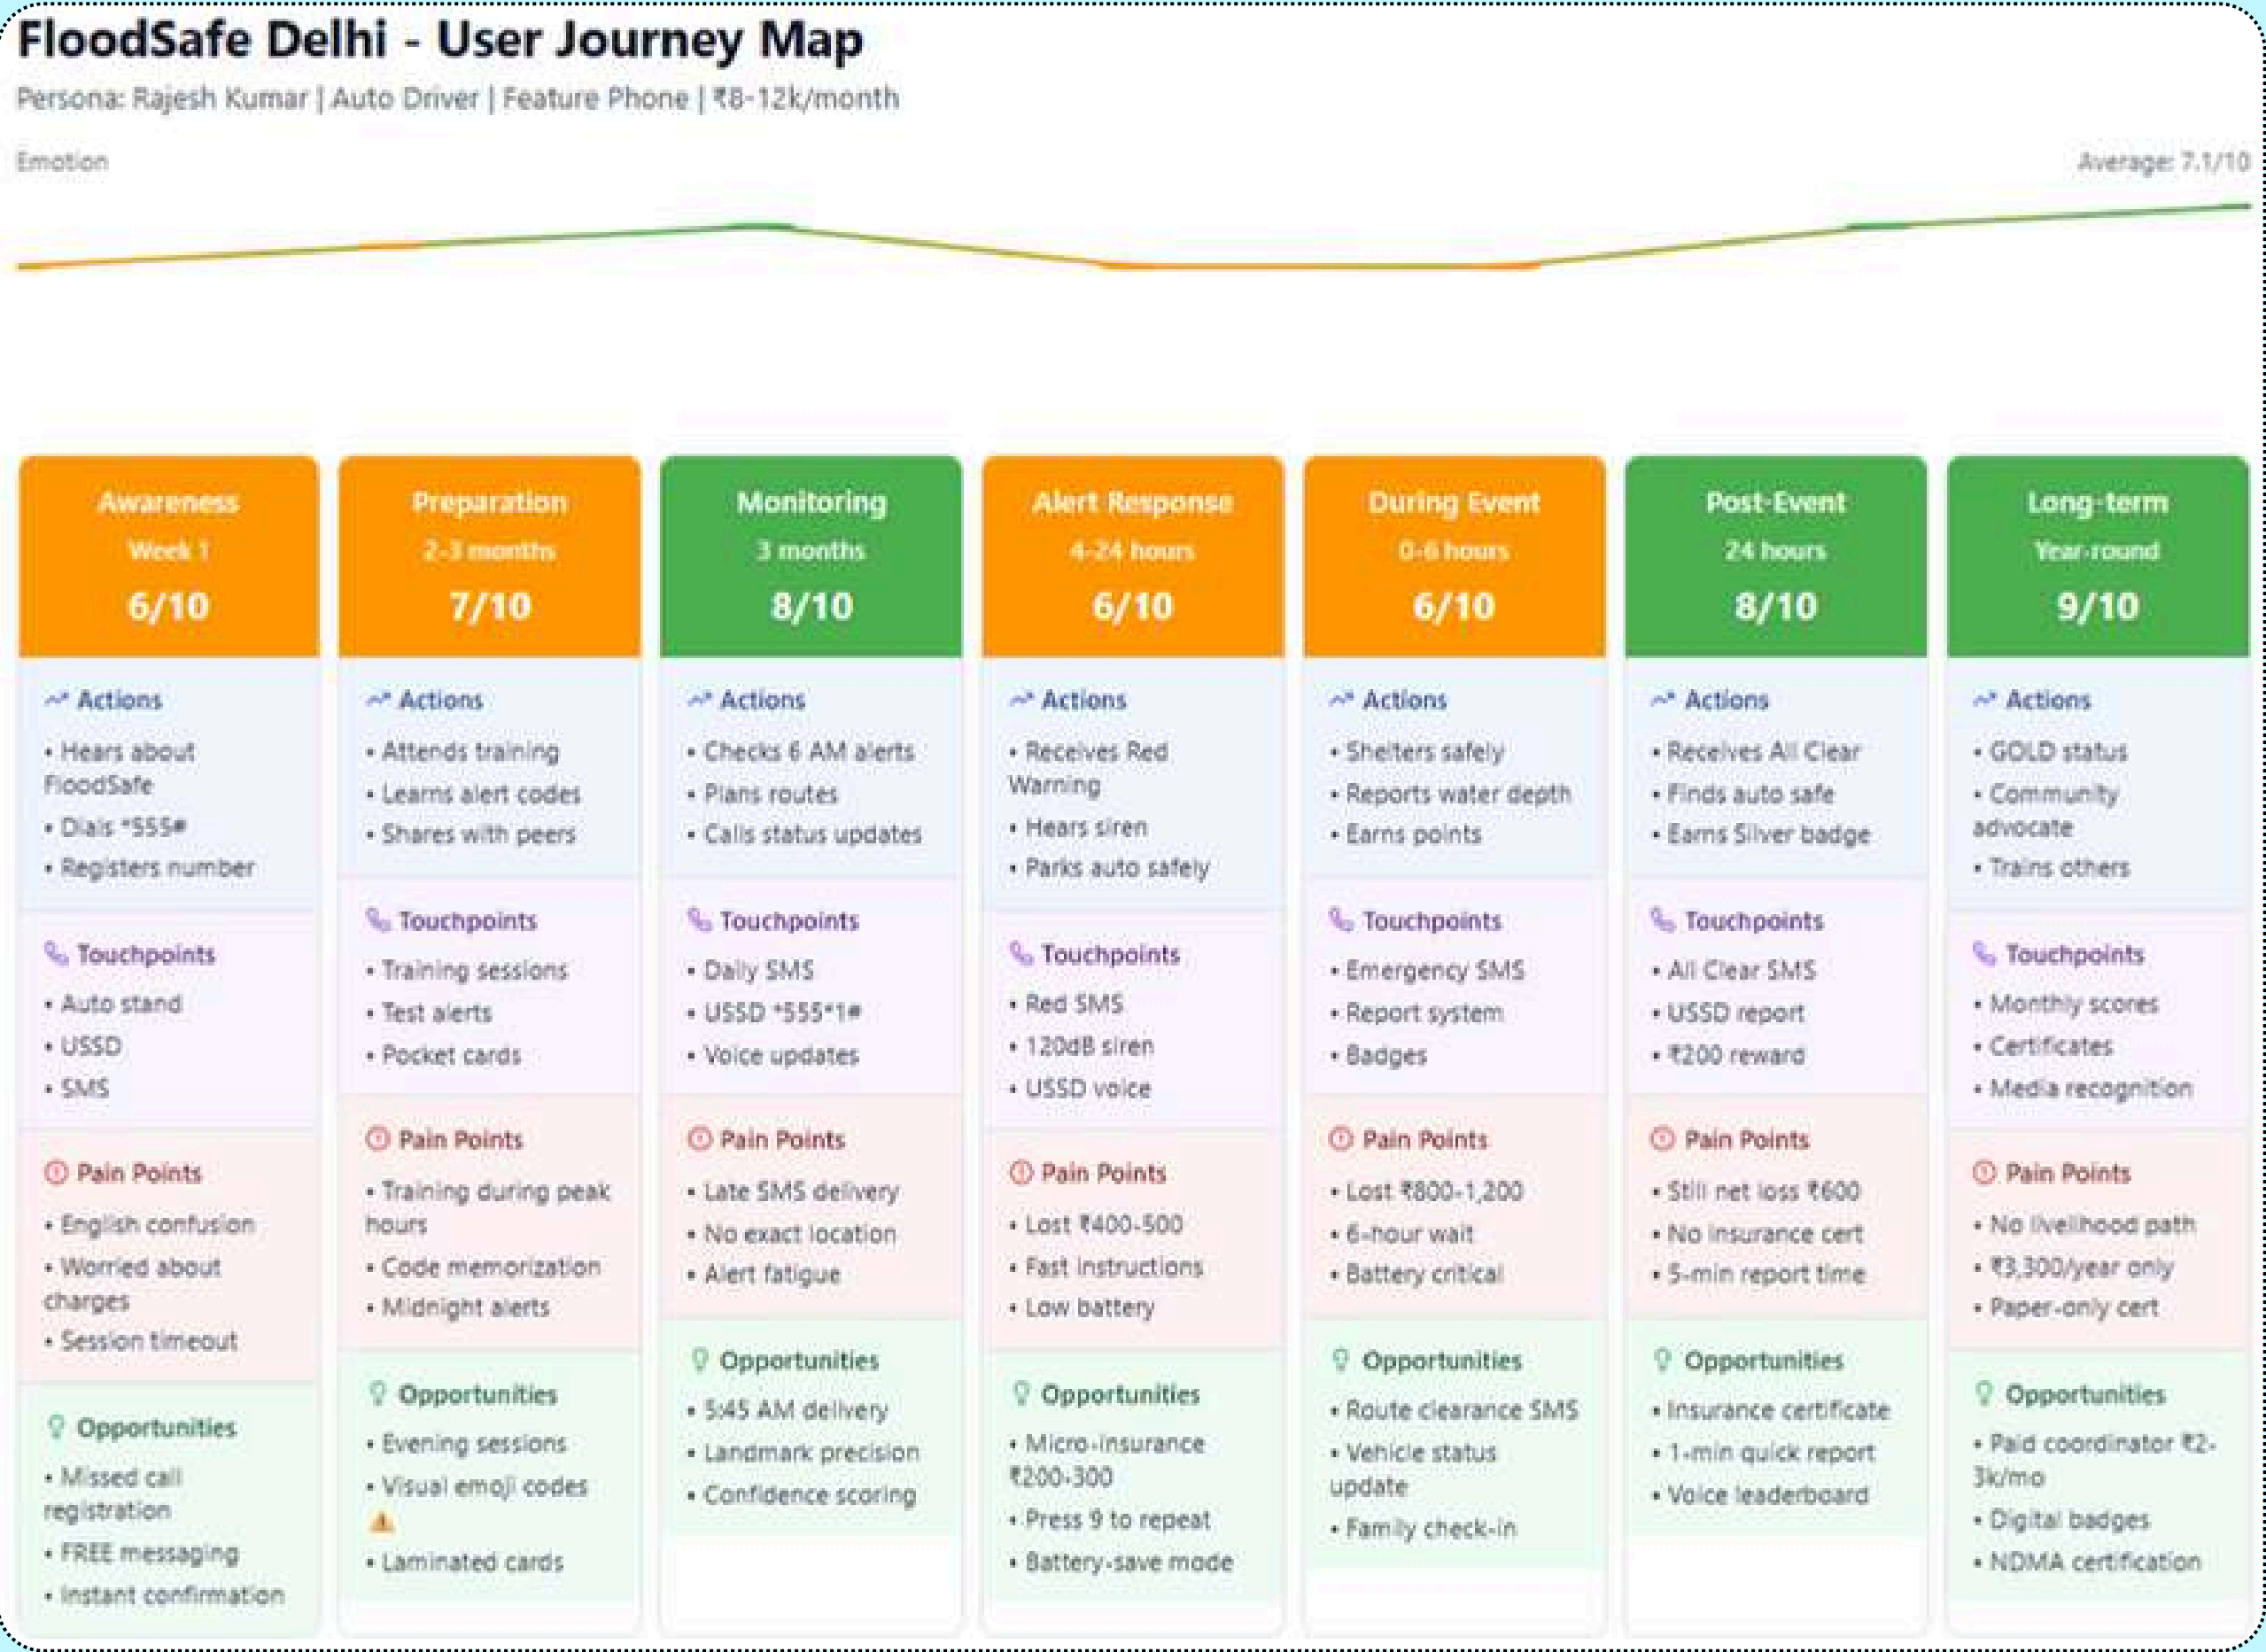 FloodSafe Delhi - User Journey Map
Persona: Rajesh Kumar | Auto Driver | Feature Phone | ₹8-12k/month
Emotion
Average: 7.1/10
Awareness
Week 1
6/10
Actions
• Hears about
FloodSafe
• Dials *555#
• Registers number
Touchpoints
• Auto stand
• USSD
• SMS
Pain Points
• English confusion
• Worried about
charges
• Session timeout
Opportunities
• Missed call
registration
• FREE messaging
• Instant confirmation
Preparation
2-3 months
7/10
Actions
• Attends training
• Learns alert codes
• Shares with peers
Touchpoints
• Training sessions
• Test alerts
• Pocket cards
Pain Points
• Training during peak
hours
• Code memorization
• Midnight alerts
Opportunities
• Evening sessions
• Visual emoji codes
⚠
• Laminated cards
Monitoring
3 months
8/10
Actions
• Checks 6 AM alerts
• Plans routes
• Calls status updates
Touchpoints
• Daily SMS
• USSD *555*1#
• Voice updates
Pain Points
• Late SMS delivery
• No exact location
• Alert fatigue
Opportunities
• 5:45 AM delivery
• Landmark precision
• Confidence scoring
Alert Response
4-24 hours
6/10
Actions
• Receives Red
Warning
• Hears siren
• Parks auto safely
Touchpoints
• Red SMS
• 120dB siren
• USSD voice
Pain Points
• Lost ₹400-500
• Fast instructions
• Low battery
Opportunities
• Micro-insurance
₹200-300
• Press 9 to repeat
• Battery-save mode
During Event
0-6 hours
6/10
Actions
• Shelters safely
• Reports water depth
• Earns points
Touchpoints
• Emergency SMS
• Report system
• Badges
Pain Points
• Lost ₹800-1,200
• 6-hour wait
• Battery critical
Opportunities
• Route clearance SMS
• Vehicle status
update
• Family check-in
Post-Event
24 hours
8/10
Actions
• Receives All Clear
• Finds auto safe
• Earns Silver badge
Touchpoints
• All Clear SMS
• USSD report
• ₹200 reward
Pain Points
• Still net loss ₹600
• No insurance cert
• 5-min report time
Opportunities
• Insurance certificate
• 1-min quick report
• Voice leaderboard
Long-term
Year-round
9/10
Actions
• GOLD status
• Community
advocate
• Trains others
Touchpoints
• Monthly scores
• Certificates
• Media recognition
Pain Points
• No livelihood path
• ₹3,300/year only
• Paper-only cert
Opportunities
• Paid coordinator ₹2-
3k/mo
• Digital badges
• NDMA certification